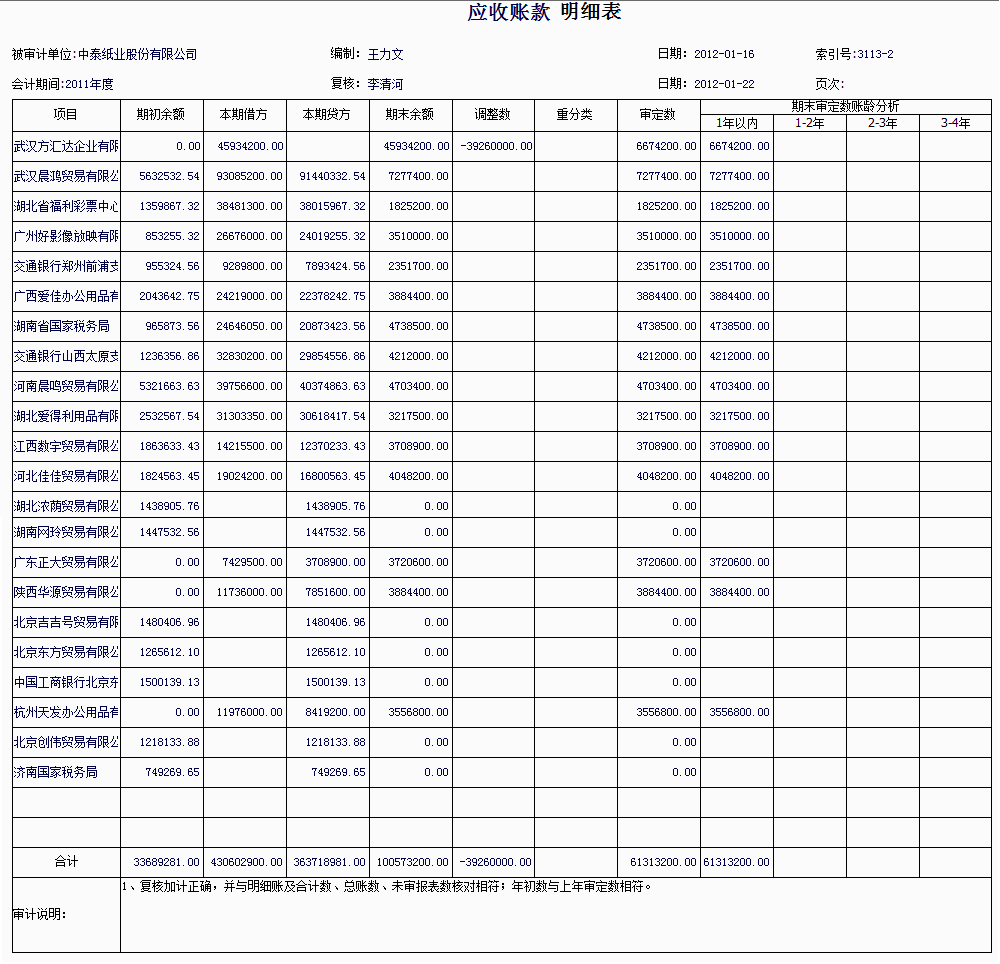 应收账款 明细表
被审计单位:中泰纸业股份有限公司 编制: 王力文 日期: 2012-01-16 索引号:3113-2
会计期间:2011年度 复核: 李清河 日期: 2012-01-22 页次:
项目 期初余额 本期借方 本期贷方 期末余额 调整数 重分类 审定数 期末审定数账龄分析
1年以内 1-2年 2-3年 3-4年
武汉方汇达企业有限 0.00 45934200.00 45934200.00 -39260000.00 6674200.00 6674200.00
武汉晨鸿贸易有限公 5632532.54 93085200.00 91440332.54 7277400.00 7277400.00 7277400.00
湖北省福利彩票中心 1359867.32 38481300.00 38015967.32 1825200.00 1825200.00 1825200.00
广州好影像放映有限 853255.32 26676000.00 24019255.32 3510000.00 3510000.00 3510000.00
交通银行郑州前浦支 955324.56 9289800.00 7893424.56 2351700.00 2351700.00 2351700.00
广西爱佳办公用品有 2043642.75 24219000.00 22378242.75 3884400.00 3884400.00 3884400.00
湖南省国家税务局 965873.56 24646050.00 20873423.56 4738500.00 4738500.00 4738500.00
交通银行山西太原支 1236356.86 32830200.00 29854556.86 4212000.00 4212000.00 4212000.00
河南晨鸣贸易有限公 5321663.63 39756600.00 40374863.63 4703400.00 4703400.00 4703400.00
湖北爱得利用品有限 2532567.54 31303350.00 30618417.54 3217500.00 3217500.00 3217500.00
江西数宇贸易有限公 1863633.43 14215500.00 12370233.43 3708900.00 3708900.00 3708900.00
河北佳佳贸易有限公 1824563.45 19024200.00 16800563.45 4048200.00 4048200.00 4048200.00
湖北浓荫贸易有限公 1438905.76 1438905.76 0.00 0.00
湖南网玲贸易有限公 1447532.56 1447532.56 0.00 0.00
广东正大贸易有限公 0.00 7429500.00 3708900.00 3720600.00 3720600.00 3720600.00
陕西华源贸易有限公 0.00 11736000.00 7851600.00 3884400.00 3884400.00 3884400.00
北京吉吉号贸易有限 1480406.96 1480406.96 0.00 0.00
北京东方贸易有限公 1265612.10 1265612.10 0.00 0.00
中国工商银行北京东 1500139.13 1500139.13 0.00 0.00
杭州天发办公用品有 0.00 11976000.00 8419200.00 3556800.00 3556800.00 3556800.00
北京创伟贸易有限公 1218133.88 1218133.88 0.00 0.00
济南国家税务局 749269.65 749269.65 0.00 0.00
合计 33689281.00 430602900.00 363718981.00 100573200.00 -39260000.00 61313200.00 61313200.00
1、复核加计正确，并与明细账及合计数、总账数、未审报表数核对相符；年初数与上年审定数相符。
审计说明: